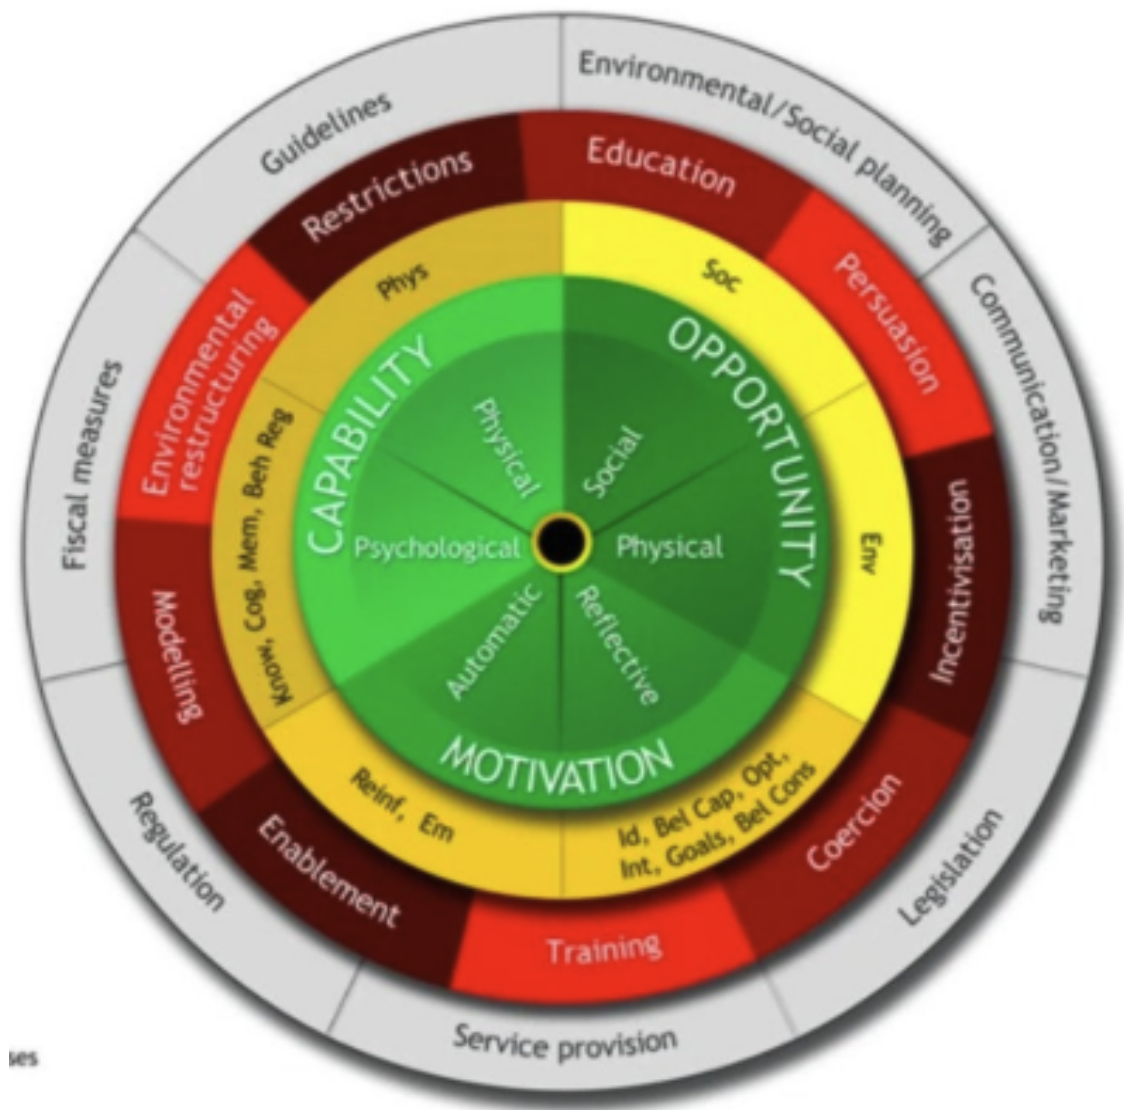 Guidelines
Environmental/Social planning
Communication/Marketing
Legislation
Service provision
Regulation
Fiscal measures
Restrictions
Education
Persuasion
Incentivisation
Coercion
Training
Enablement
Modelling
Environmental
restructuring
Phys
Soc
Env
Id, Bel Cap, Opt,
Int, Goals, Bel Cons
Reinf, Em
Know, Cog, Mem, Beh Reg
CAPABILITY
OPPORTUNITY
MOTIVATION
Physical
Social
Physical
Reflective
Automatic
Psychological